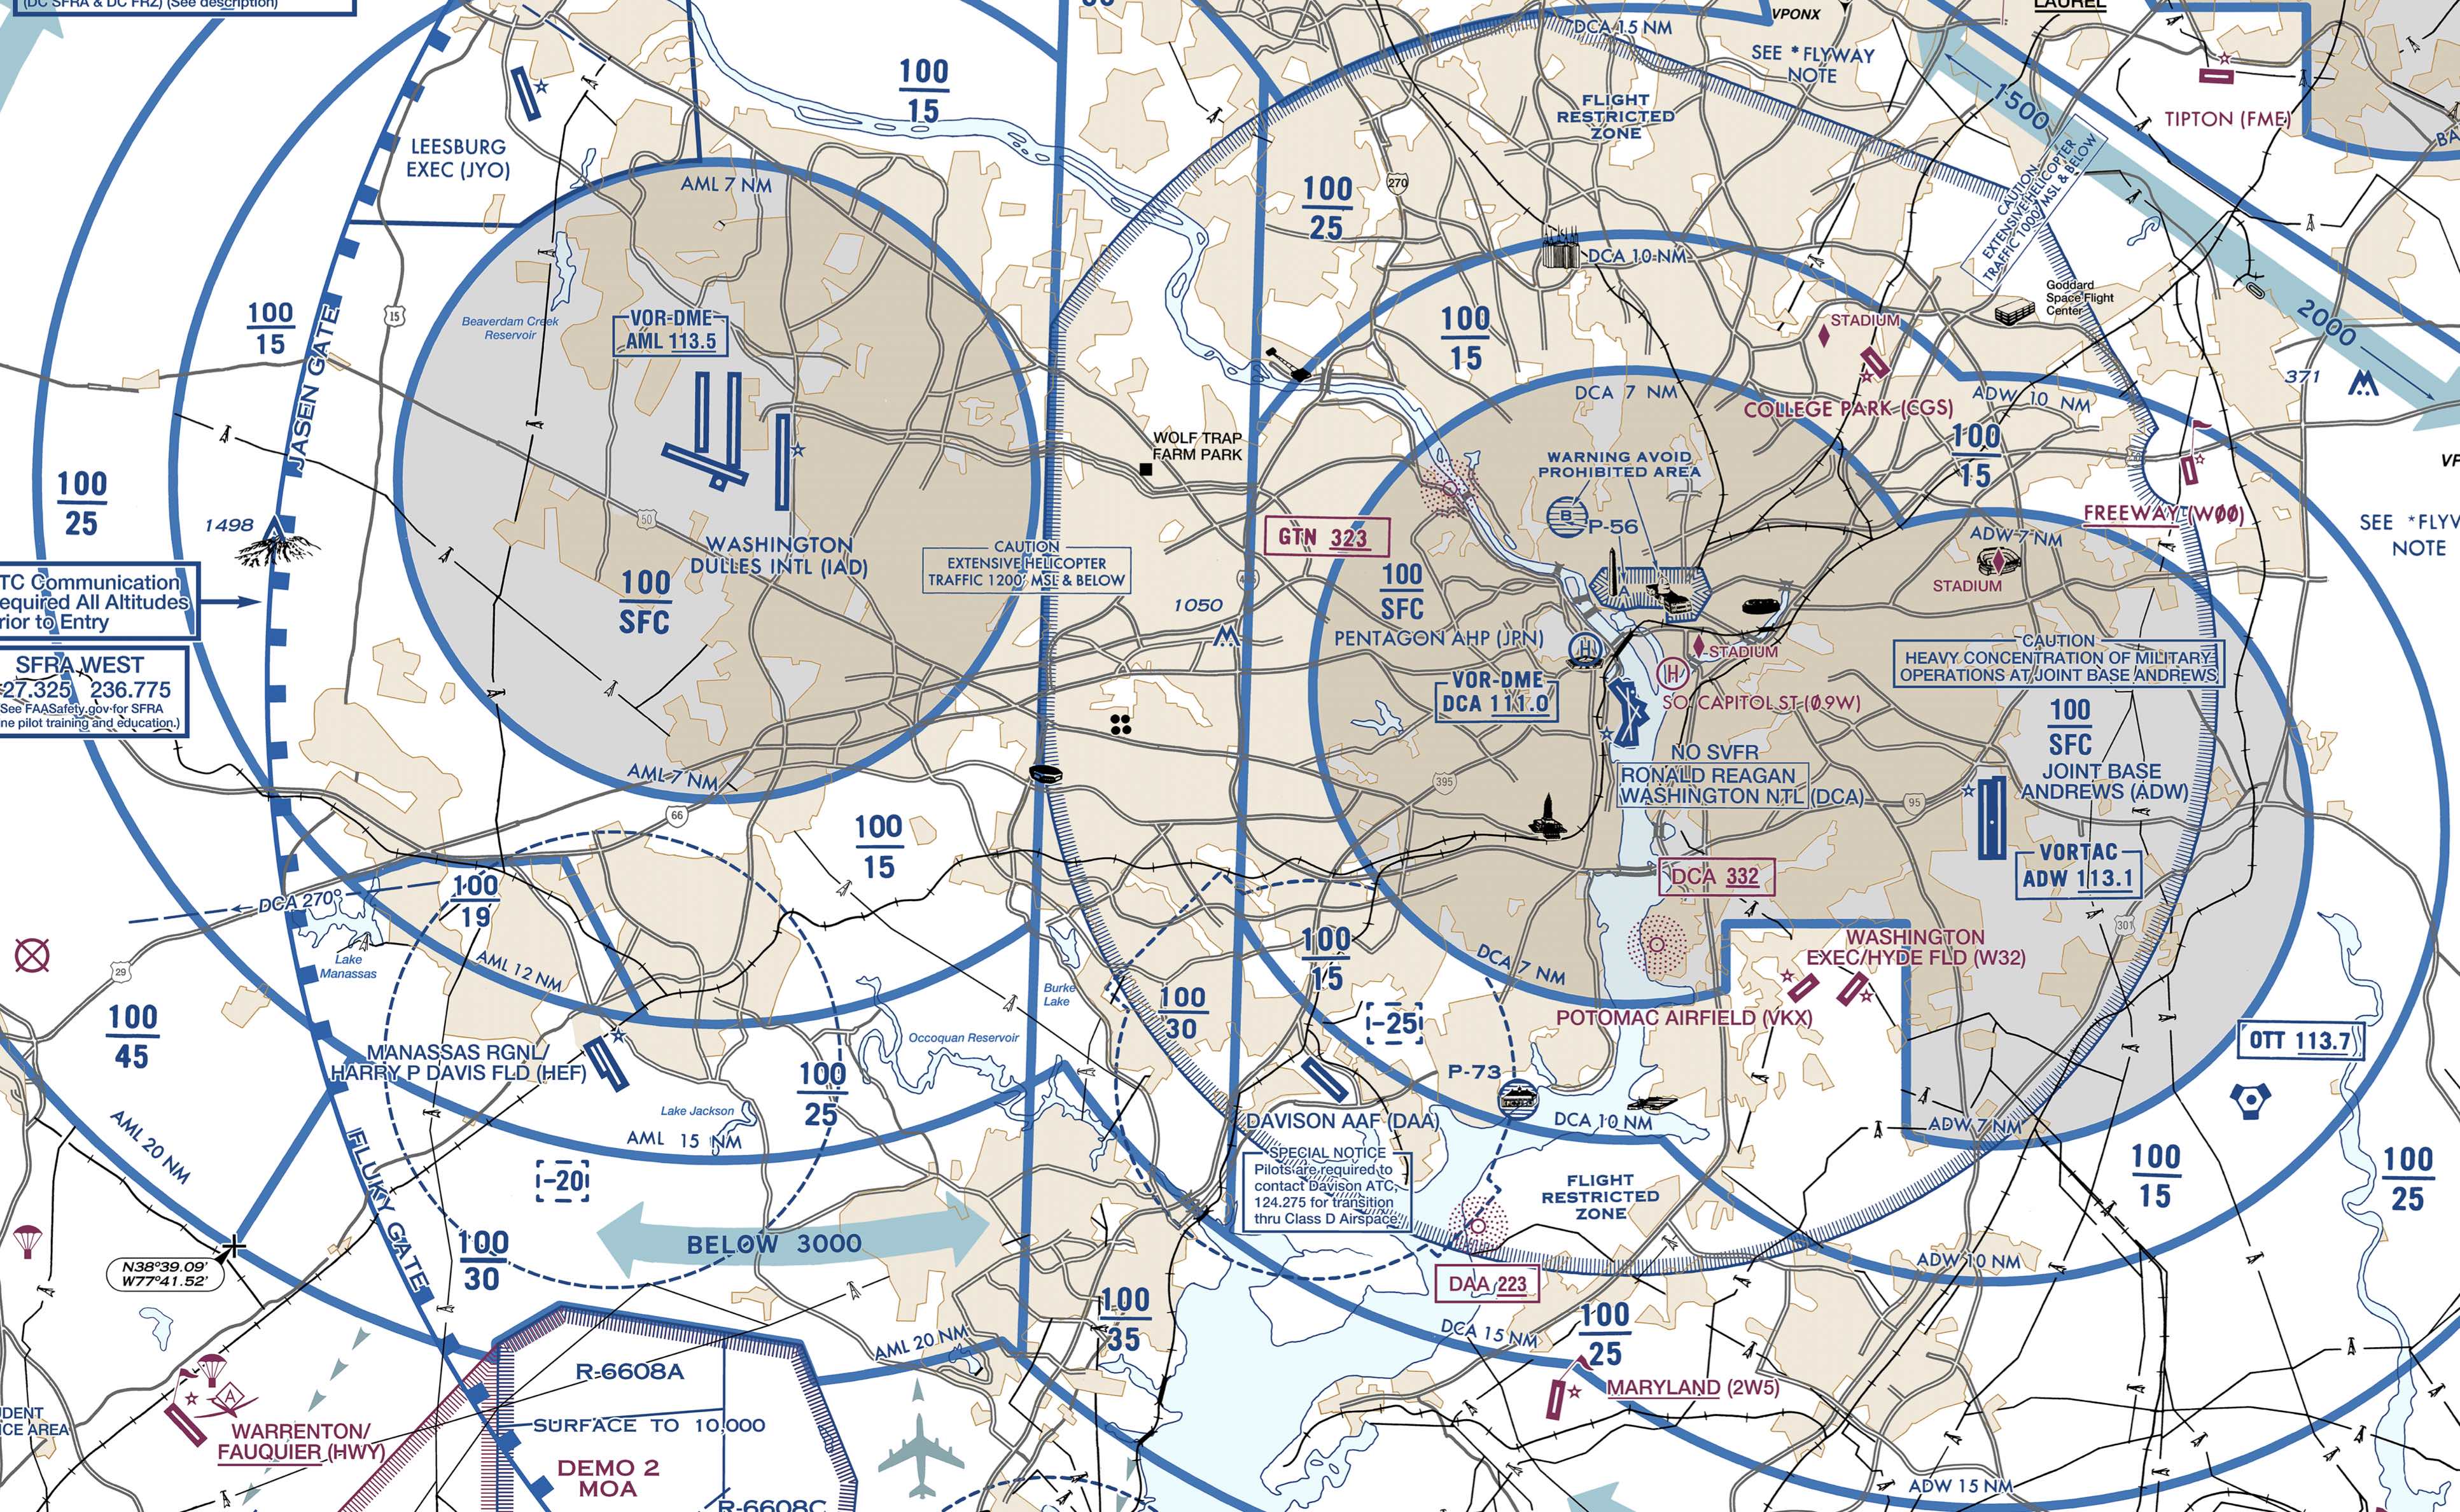 (DC SFRA & DC FRZ) (See description)
LEESBURG
EXEC (JYO)
100
15
DCA 15 NM
VPONX
LAUREL
SEE *FLYWAY
NOTE
FLIGHT
RESTRICTED
ZONE
1500
TIPTON (FME)
CAUTION
EXTENSIVE HELICOPTER
TRAFFIC 1000' MSL & BELOW
AML 7 NM
100
25
270
DCA 10 NM
Goddard
Space Flight
Center
2000
100
15
JASEN GATE
15
Beaverdam Creek
Reservoir
VOR-DME
AML 113.5
100
15
STADIUM
371
DCA 7 NM
COLLEGE PARK (CGS)
ADW 10 NM
100
15
WOLF TRAP
FARM PARK
WARNING AVOID
PROHIBITED AREA
B
P-56
A
100
25
1498
50
WASHINGTON
DULLES INTL (IAD)
100
SFC
GTN 323
FREEWAY (W00)
SEE *FLYW
NOTE
ADW 7 NM
STADIUM
CAUTION
EXTENSIVE HELICOPTER
TRAFFIC 1200' MSL & BELOW
100
SFC
TC Communication
equired All Altitudes
rior to Entry
1050
PENTAGON AHP (JPN)
H
STADIUM
H
SO CAPITOL ST (09W)
CAUTION
HEAVY CONCENTRATION OF MILITARY
OPERATIONS AT JOINT BASE ANDREWS
SFRA WEST
27.325 236.775
See FAASafety.gov for SFRA
ne pilot training and education.)
VOR-DME
DCA 111.0
100
SFC
JOINT BASE
ANDREWS (ADW)
NO SVFR
RONALD REAGAN
WASHINGTON NTL (DCA)
395
95
AML 7 NM
66
100
15
VORTAC
ADW 113.1
DCA 332
DCA 270°
100
19
Lake
Manassas
29
AML 12 NM
301
WASHINGTON
EXEC/HYDE FLD (W32)
100
15
DCA 7 NM
Burke
Lake
100
30
-25
POTOMAC AIRFIELD (VKX)
100
45
MANASSAS RGNL/
HARRY P DAVIS FLD (HEF)
Occoquan Reservoir
OTT 113.7
P-73
100
25
Lake Jackson
AML 15 NM
AML 20 NM
DAVISON AAF (DAA)
DCA 10 NM
ADW 7 NM
SPECIAL NOTICE
Pilots are required to
contact Davison ATC,
124.275 for transition
thru Class D Airspace.
-20
FLIGHT
RESTRICTED
ZONE
100
15
100
25
FLUKY GATE
100
30
BELOW 3000
N38°39.09'
W77°41.52'
ADW 10 NM
DAA 223
100
35
100
25
DCA 15 NM
AML 20 NM
R-6608A
MARYLAND (2W5)
A
SURFACE TO 10,000
WARRENTON/
FAUQUIER (HWY)
DEMO 2
MOA
R-6608C
ADW 15 NM